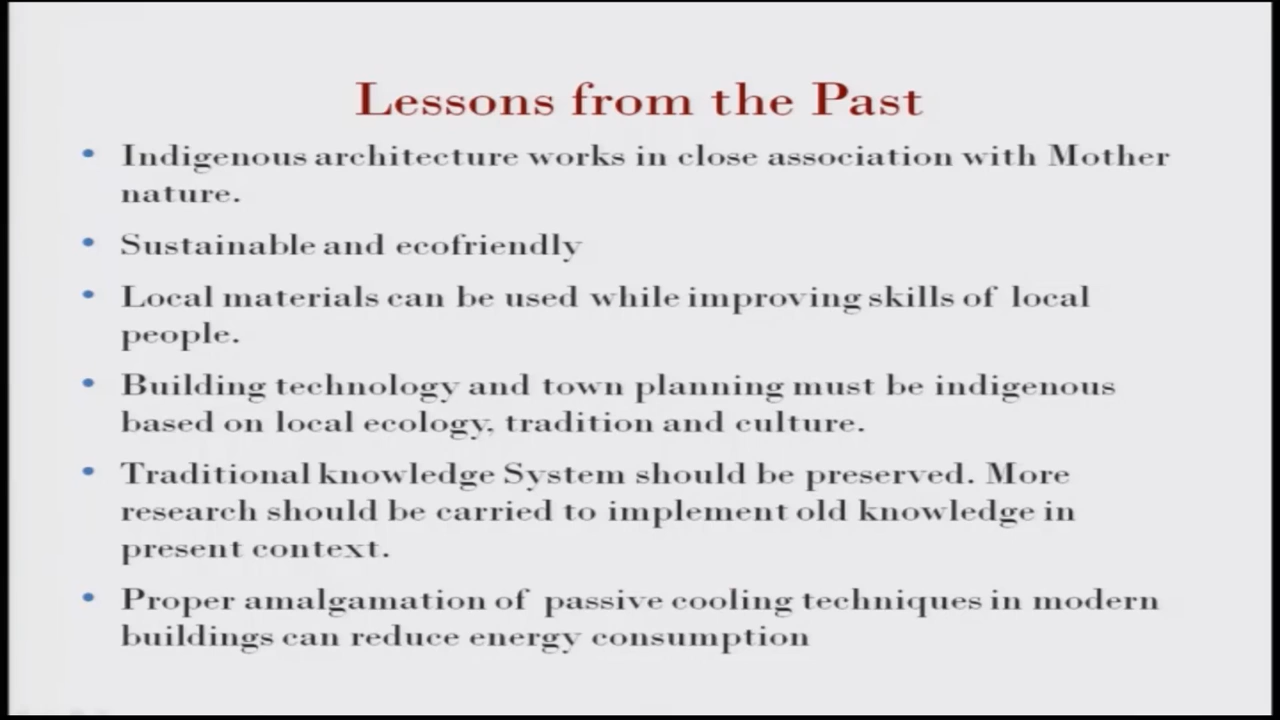 Lessons from the Past
• Indigenous architecture works in close association with Mother
nature.
• Sustainable and ecofriendly
• Local materials can be used while improving skills of local
people.
• Building technology and town planning must be indigenous
based on local ecology, tradition and culture.
• Traditional knowledge System should be preserved. More
research should be carried to implement old knowledge in
present context.
• Proper amalgamation of passive cooling techniques in modern
buildings can reduce energy consumption